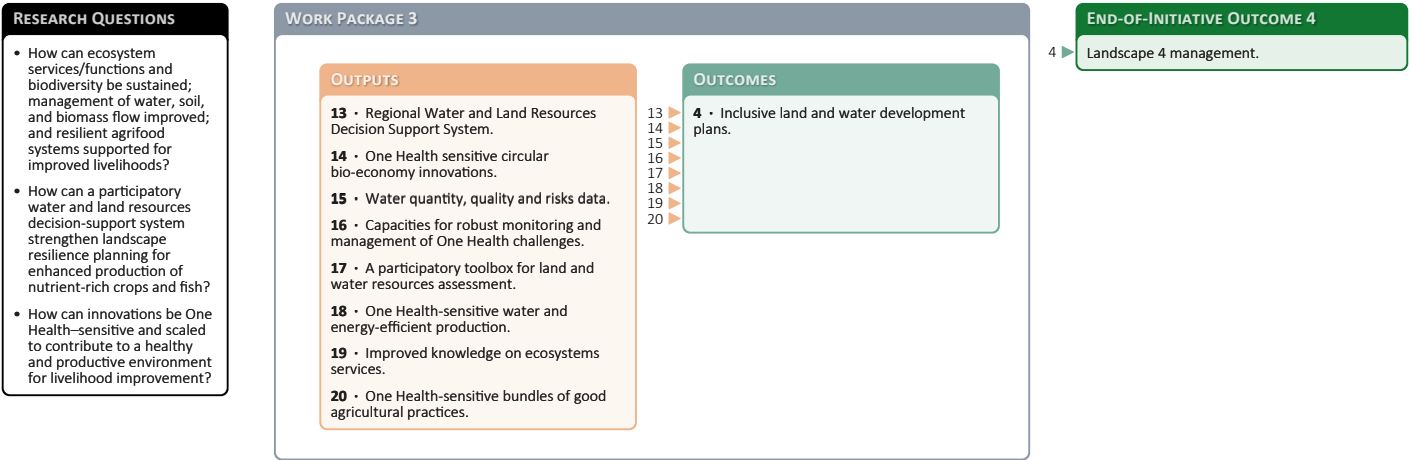 RESEARCH QUESTIONS
• How can ecosystem
services/functions and
biodiversity be sustained;
management of water, soil,
and biomass flow improved;
and resilient agrifood
systems supported for
improved livelihoods?
• How can a participatory
water and land resources
decision-support system
strengthen landscape
resilience planning for
enhanced production of
nutrient-rich crops and fish?
• How can innovations be One
Health–sensitive and scaled
to contribute to a healthy
and productive environment
for livelihood improvement?
WORK PACKAGE 3
OUTPUTS
13 · Regional Water and Land Resources
Decision Support System.
14 · One Health sensitive circular
bio-economy innovations.
15 · Water quantity, quality and risks data.
16 · Capacities for robust monitoring and
management of One Health challenges.
17 · A participatory toolbox for land and
water resources assessment.
18 · One Health-sensitive water and
energy-efficient production.
19 · Improved knowledge on ecosystems
services.
20 · One Health-sensitive bundles of good
agricultural practices.
13
14
15
16
17
18
19
20
OUTCOMES
4 · Inclusive land and water development
plans.
4
END-OF-INITIATIVE OUTCOME 4
Landscape 4 management.